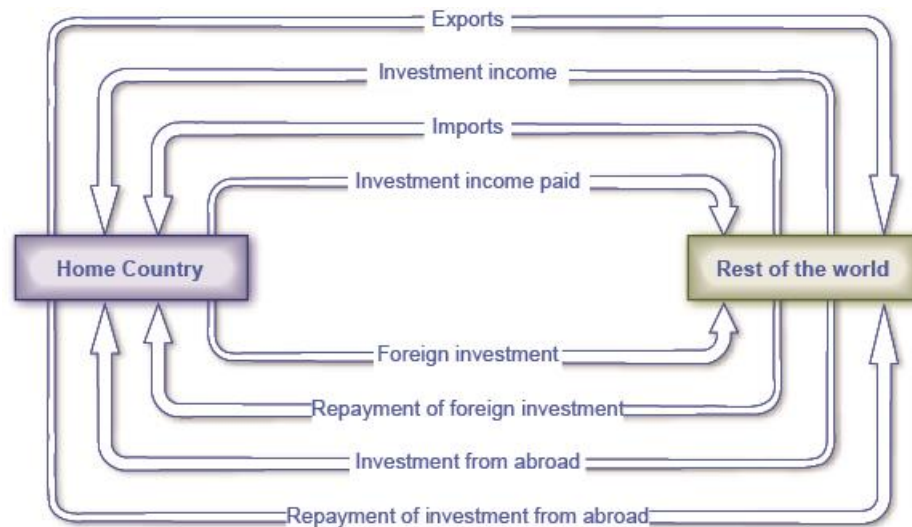 Exports
Investment income
Imports
Investment income paid
Home Country
Rest of the world
Foreign investment
Repayment of foreign investment
Investment from abroad
Repayment of investment from abroad